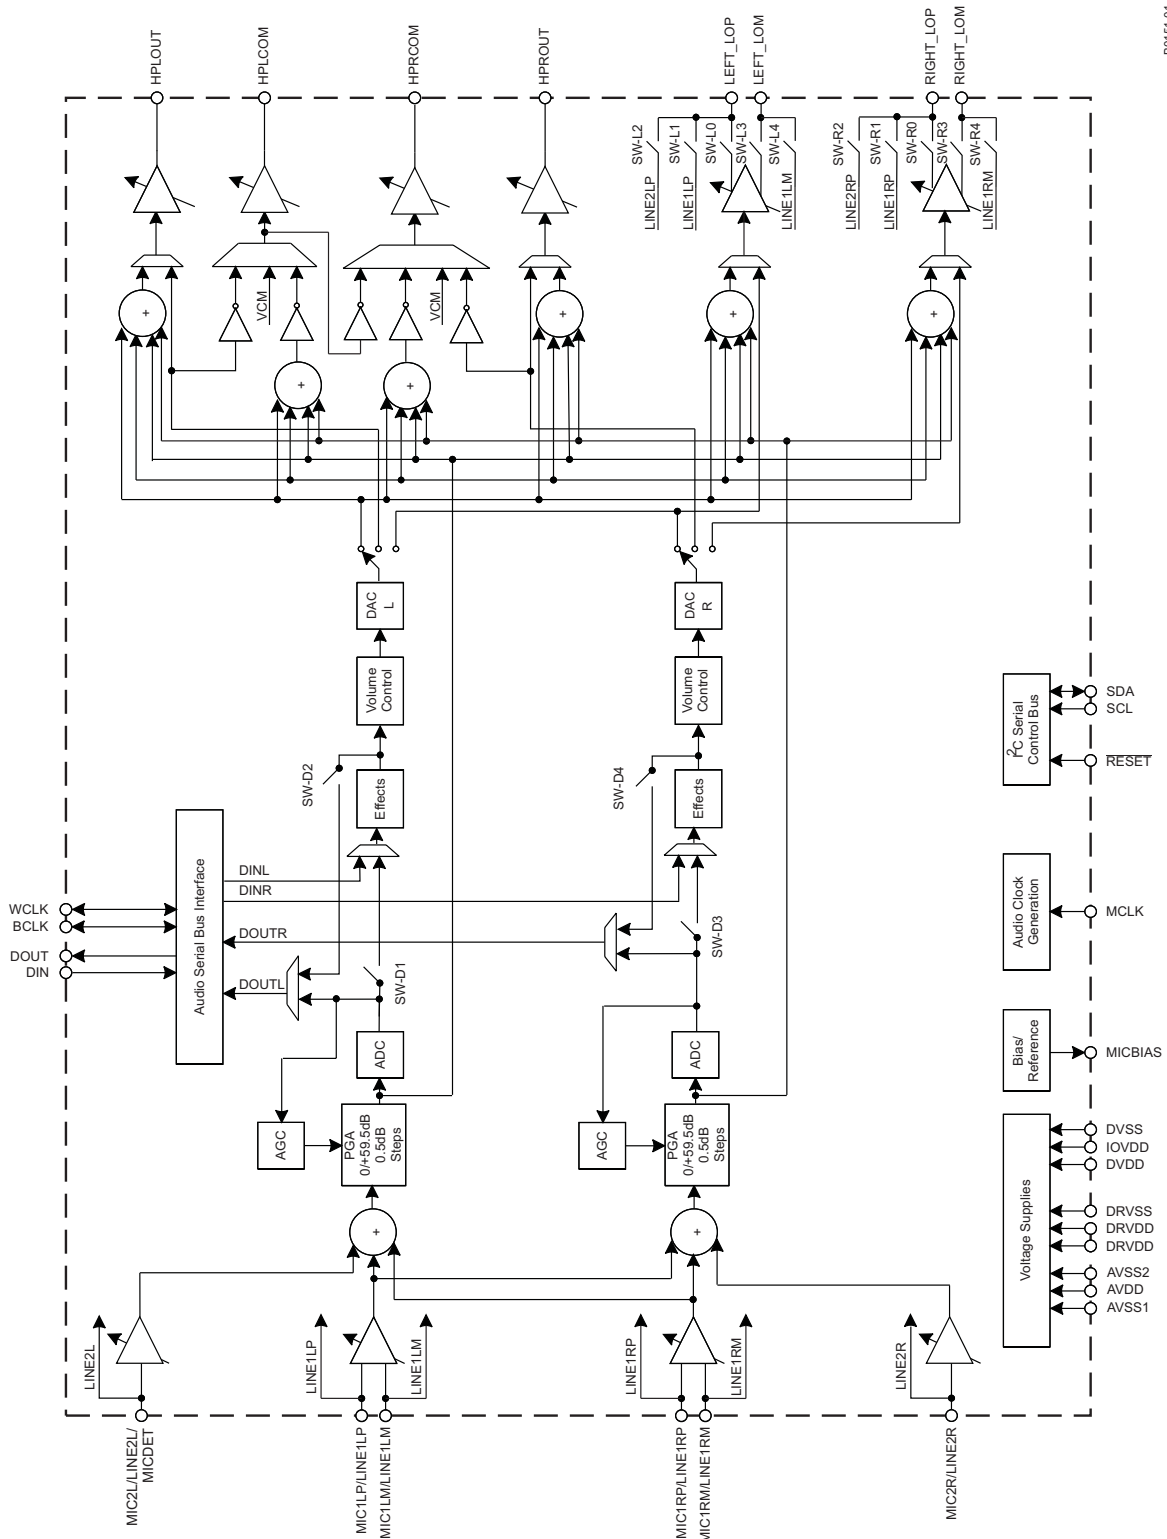 HPLOUT
HPLCOM
HPRCOM
HPROUT
LEFT_LOP
LEFT_LOM
RIGHT_LOP
RIGHT_LOM
SW-L2
SW-L1
SW-L0
SW-L3
SW-L4
SW-R2
SW-R1
SW-R0
SW-R3
SW-R4
LINE2LP
LINE1LP
LINE1LM
LINE2RP
LINE1RP
LINE1RM
VCM
VCM
+
+
+
+
+
+
DAC
L
DAC
R
Volume
Control
Volume
Control
I2C Serial
Control Bus
SDA
SCL
RESET
SW-D2
SW-D4
Effects
Effects
Audio Serial Bus Interface
DINL
DINR
DOUTR
DOUTL
WCLK
BCLK
DOUT
DIN
SW-D1
SW-D3
Audio Clock
Generation
MCLK
ADC
ADC
Bias/
Reference
MICBIAS
AGC
PGA
0/+59.5dB
0.5dB
Steps
AGC
PGA
0/+59.5dB
0.5dB
Steps
Voltage Supplies
DVSS
IOVDD
DVDD
DRVSS
DRVDD
DRVDD
AVSS2
AVDD
AVSS1
+
+
LINE2L
LINE1LP
LINE1LM
LINE1RP
LINE1RM
LINE2R
MIC2L/LINE2L/
MICDET
MIC1LP/LINE1LP
MIC1LM/LINE1LM
MIC1RP/LINE1RP
MIC1RM/LINE1RM
MIC2R/LINE2R